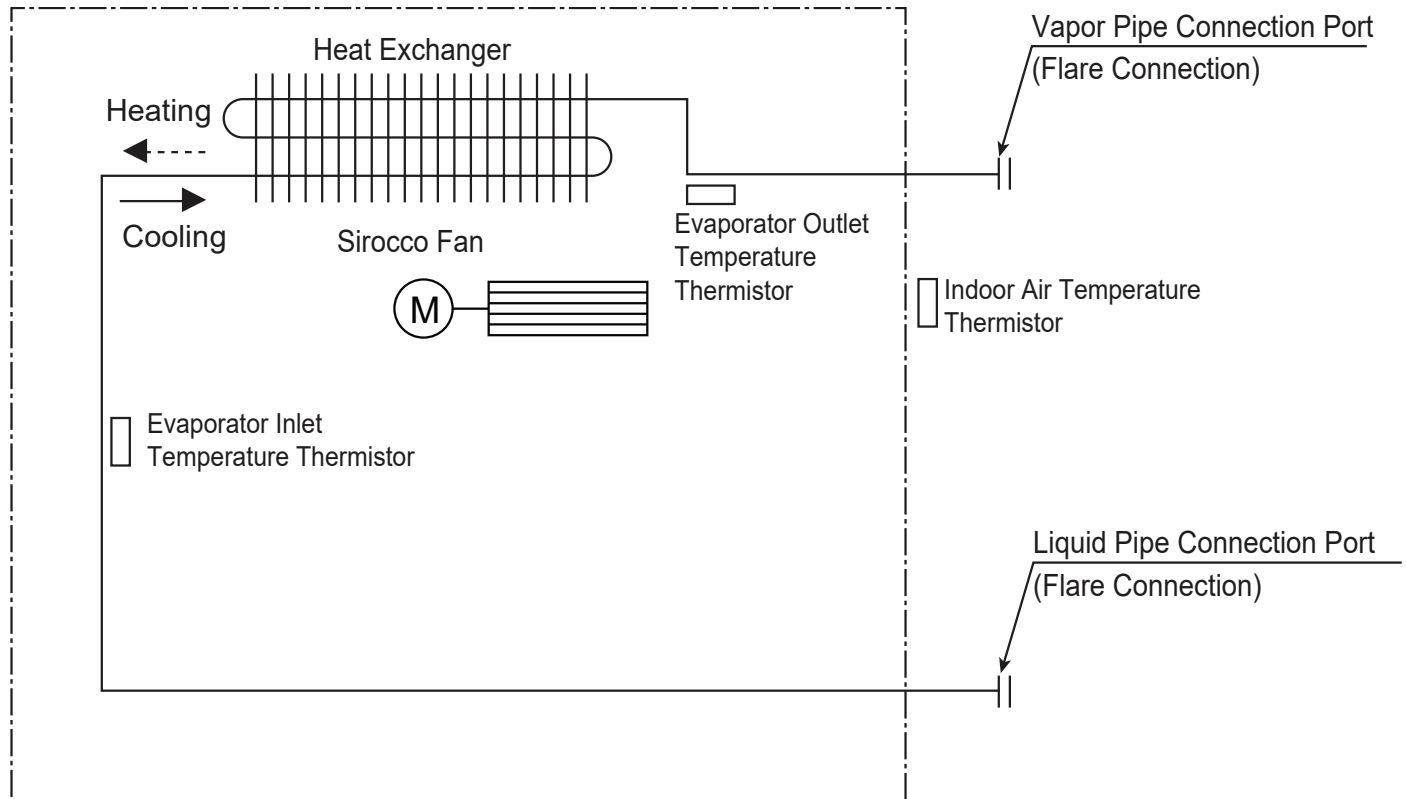 Vapor Pipe Connection Port
(Flare Connection)
Heat Exchanger
Heating
Cooling
Sirocco Fan
M
Evaporator Outlet
Temperature
Thermistor
Indoor Air Temperature
Thermistor
Evaporator Inlet
Temperature Thermistor
Liquid Pipe Connection Port
(Flare Connection)